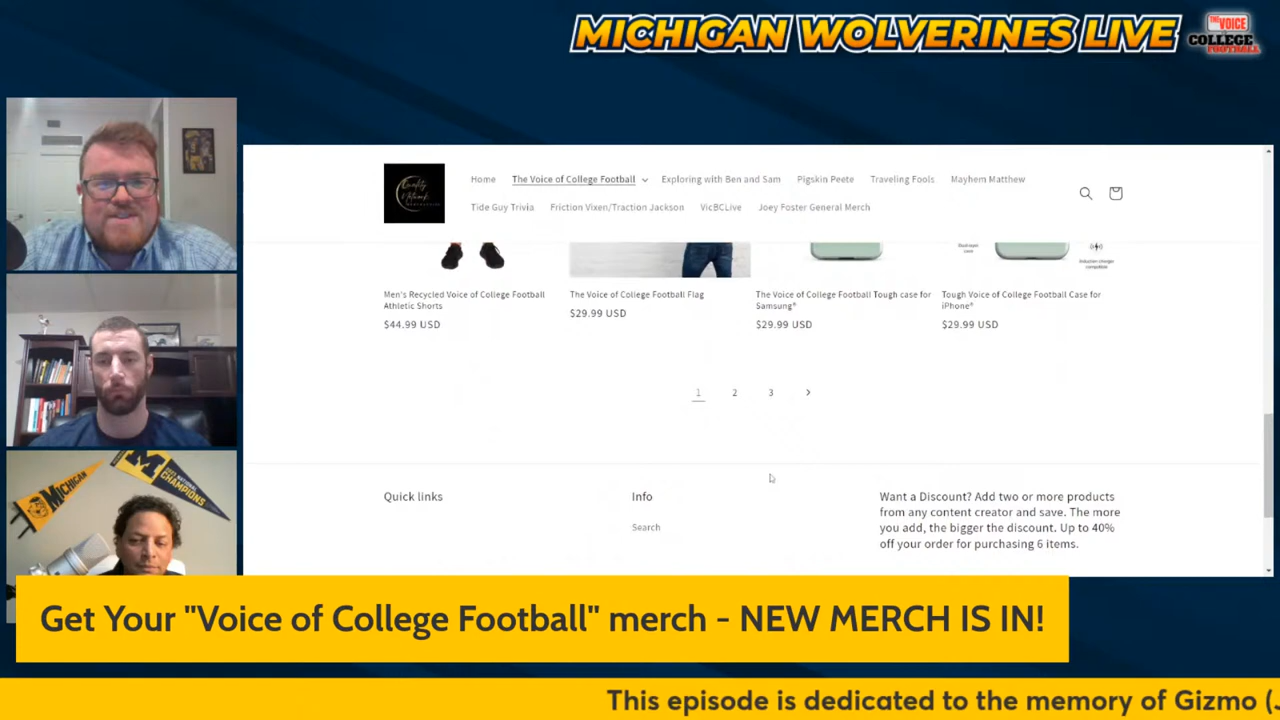 MICHIGAN WOLVERINES LIVE
THE VOICE
COLLEGE
FOOTBALL
Quality
Network
Home
The Voice of College Football
Exploring with Ben and Sam
Pigskin Peete
Traveling Fools
Mayhem Matthew
Tide Guy Trivia
Friction Vixen/Traction Jackson
VicBCLive
Joey Foster General Merch
Men's Recycled Voice of College Football
Athletic Shorts
$44.99 USD
The Voice of College Football Flag
$29.99 USD
The Voice of College Football Tough case for
Samsung®
$29.99 USD
Tough Voice of College Football Case for
iPhone®
$29.99 USD
1 2 3
Quick links
Info
Search
Want a Discount? Add two or more products
from any content creator and save. The more
you add, the bigger the discount. Up to 40%
off your order for purchasing 6 items.
MICHIGAN
M
NATIONAL
CHAMPIONS
Get Your "Voice of College Football" merch - NEW MERCH IS IN!
This episode is dedicated to the memory of Gizmo (